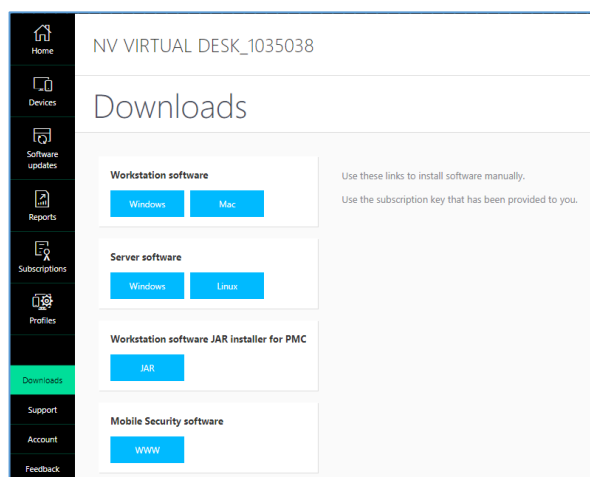 Home
Devices
Software
updates
Reports
Subscriptions
Profiles
Downloads
Support
Account
Feedback
NV VIRTUAL DESK_1035038
Downloads
Workstation software
Windows
Mac
Server software
Windows
Linux
Workstation software JAR installer for PMC
JAR
Mobile Security software
WWW
Use these links to install software manually.
Use the subscription key that has been provided to you.